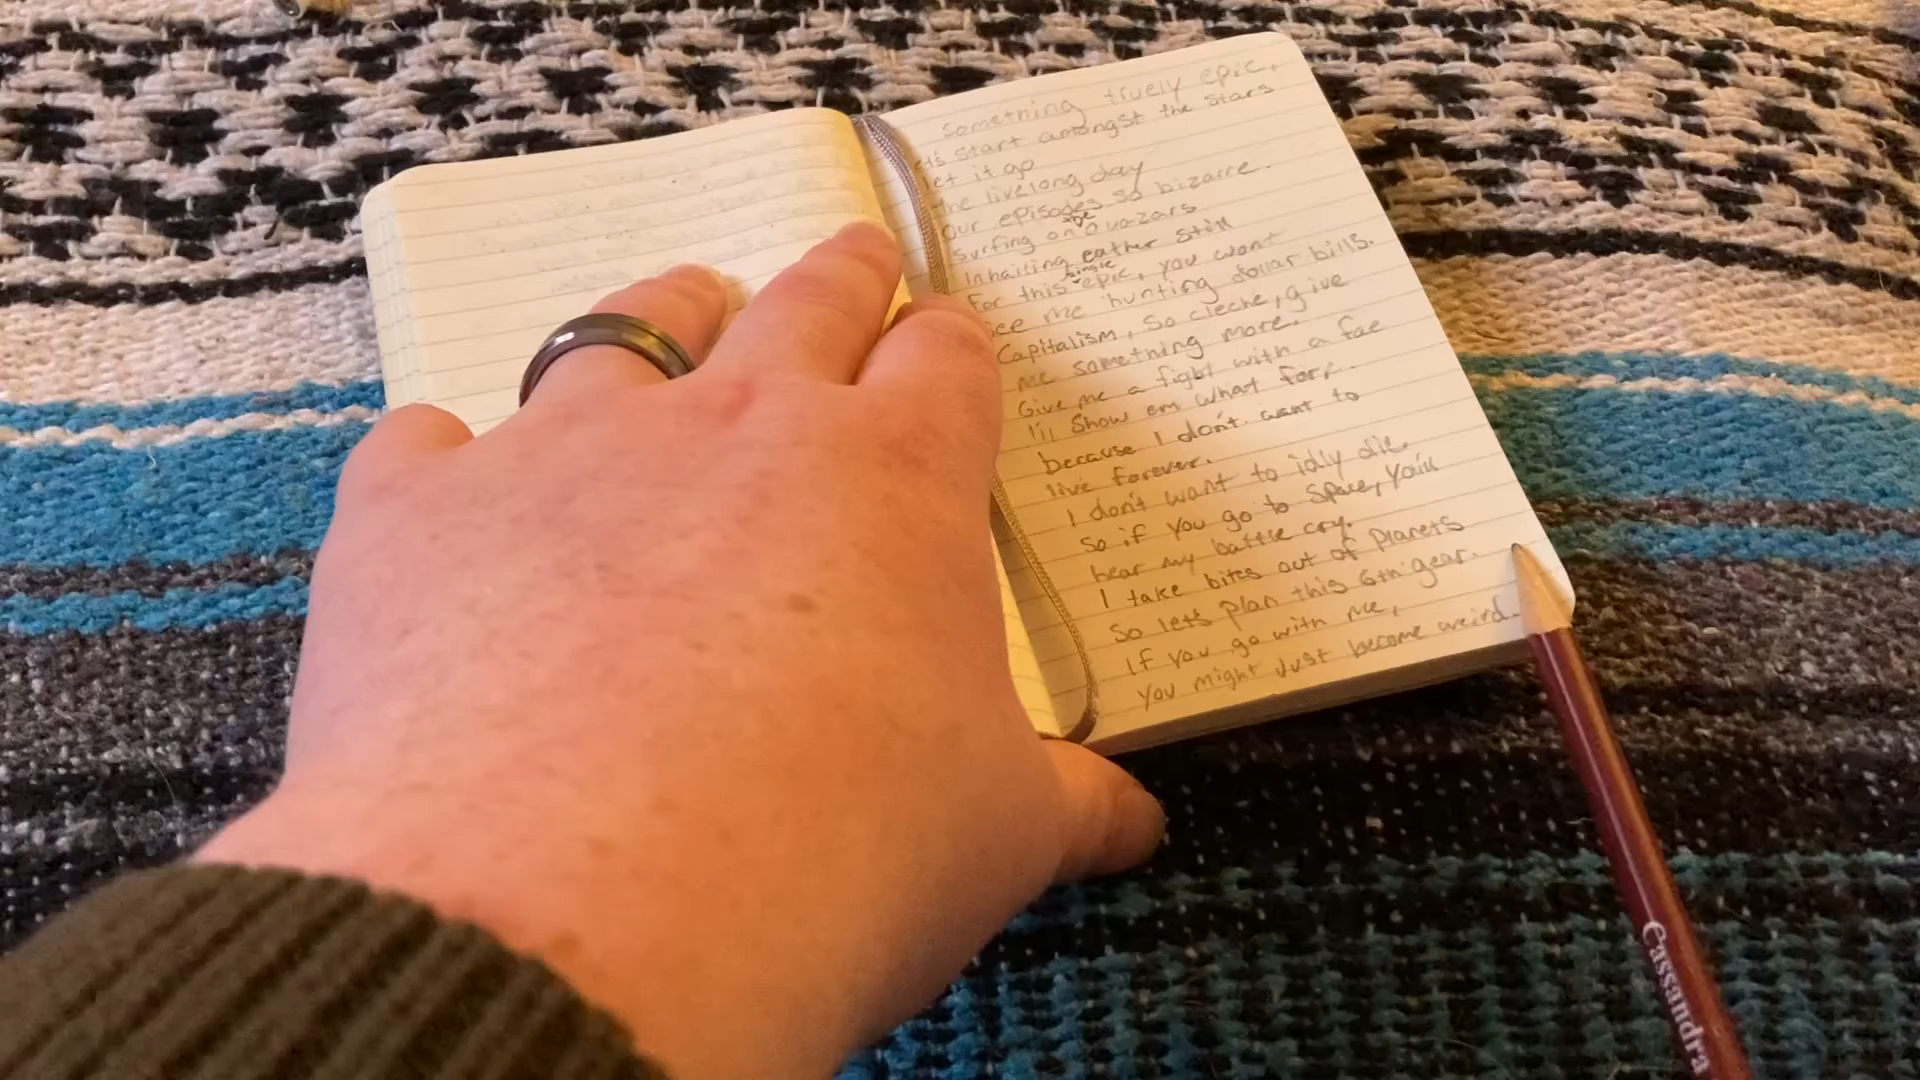 something truely epic,
let's start amongst the stars
let it go
the livelong day
our episodes so bizarre.
surfing on the quazars
Inhailing eather still
For this single epic, you want
see me hunting dollar bills.
Capitalism, so cleche, give
me something more.
Give me a fight with a fae
I'll show em what for,
because I don't want to
live forever.
I don't want to idly die.
so if you go to space, you'll
hear my battle cry.
I take bites out of planets
so lets plan this 6th gear.
If you go with me,
you might just become weird.
Cassandra